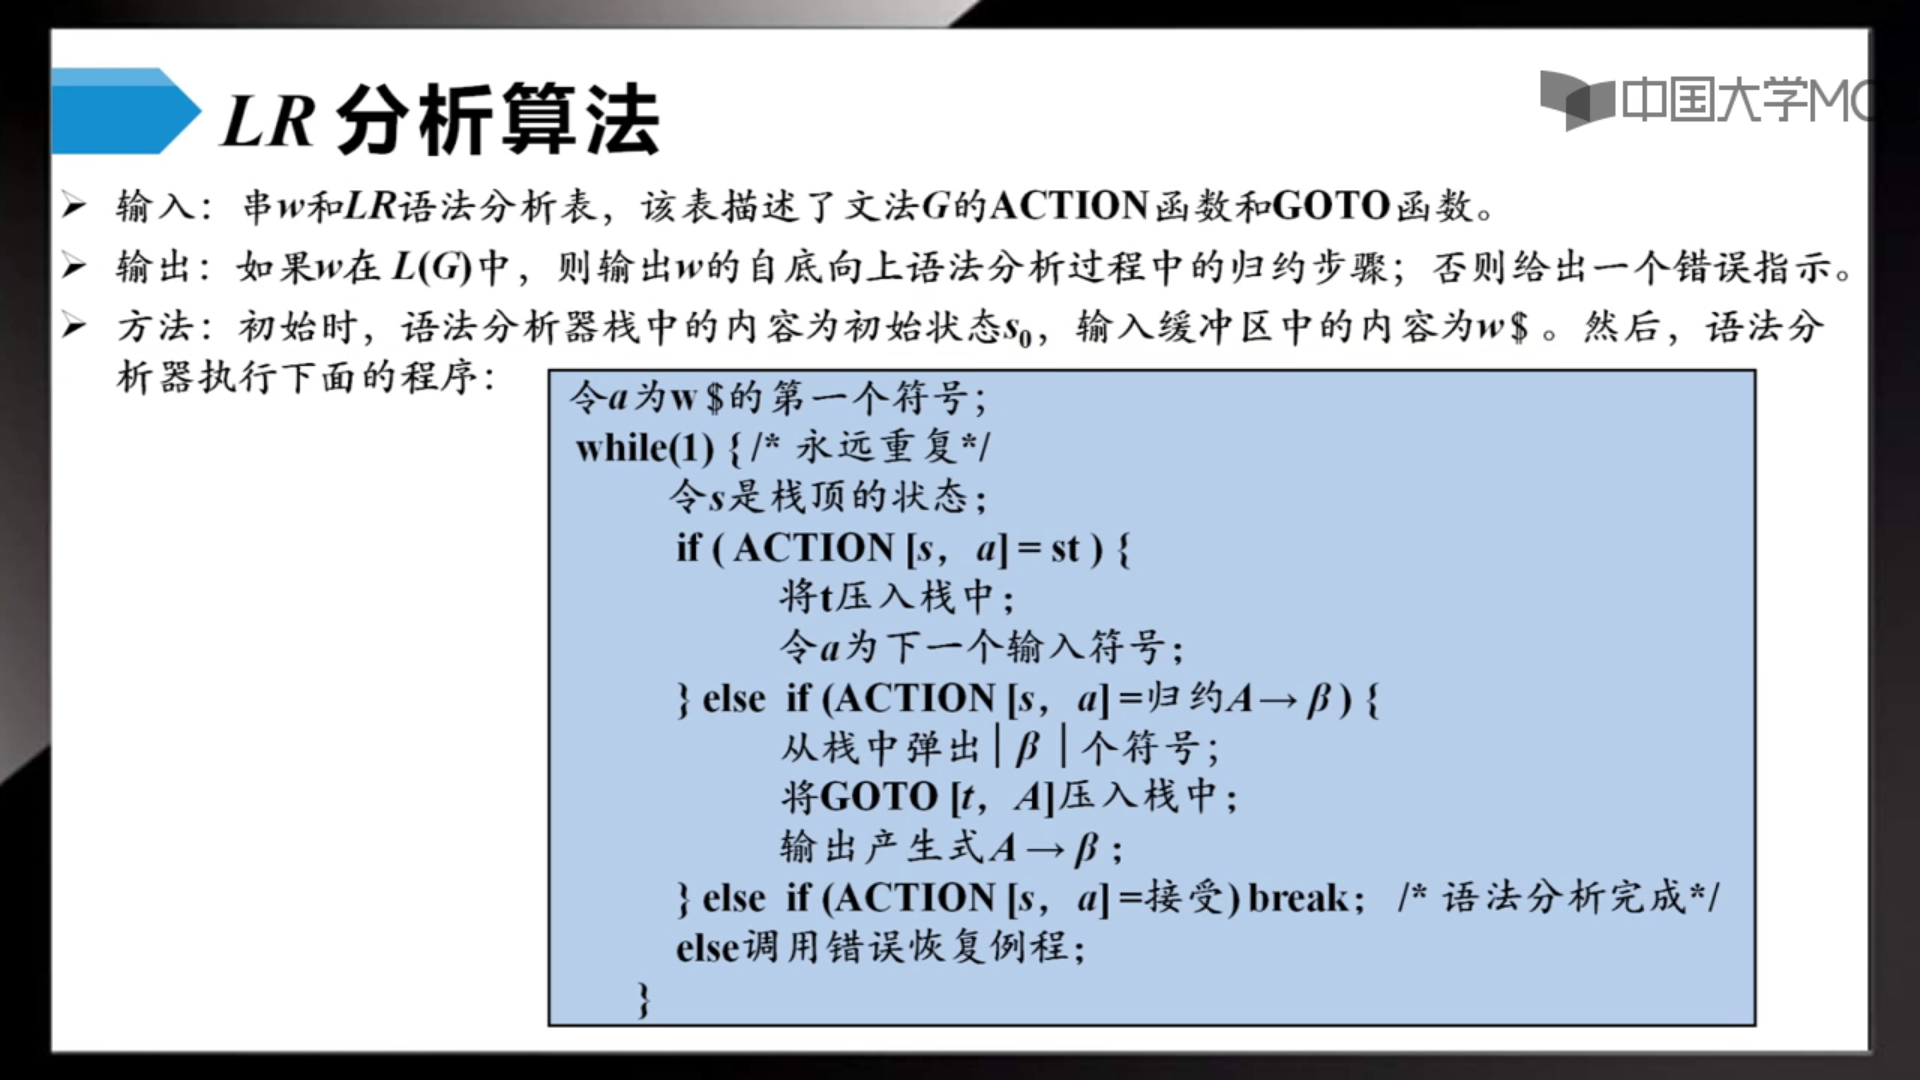 LR 分析算法
中国大学MO
➢ 输入：串w和LR语法分析表，该表描述了文法G的ACTION函数和GOTO函数。
➢ 输出：如果w在 L(G)中，则输出w的自底向上语法分析过程中的归约步骤；否则给出一个错误指示。
➢ 方法：初始时，语法分析器栈中的内容为初始状态s₀，输入缓冲区中的内容为w$ 。然后，语法分
析器执行下面的程序：
令a为w $的第一个符号；
while(1) { /* 永远重复*/
令s是栈顶的状态；
if ( ACTION [s，a] = st ) {
将t压入栈中；
令a为下一个输入符号；
} else if (ACTION [s，a] =归约A→ β ) {
从栈中弹出│β │个符号；
将GOTO [t，A]压入栈中；
输出产生式A→ β ；
} else if (ACTION [s，a] =接受) break； /* 语法分析完成*/
else调用错误恢复例程；
}